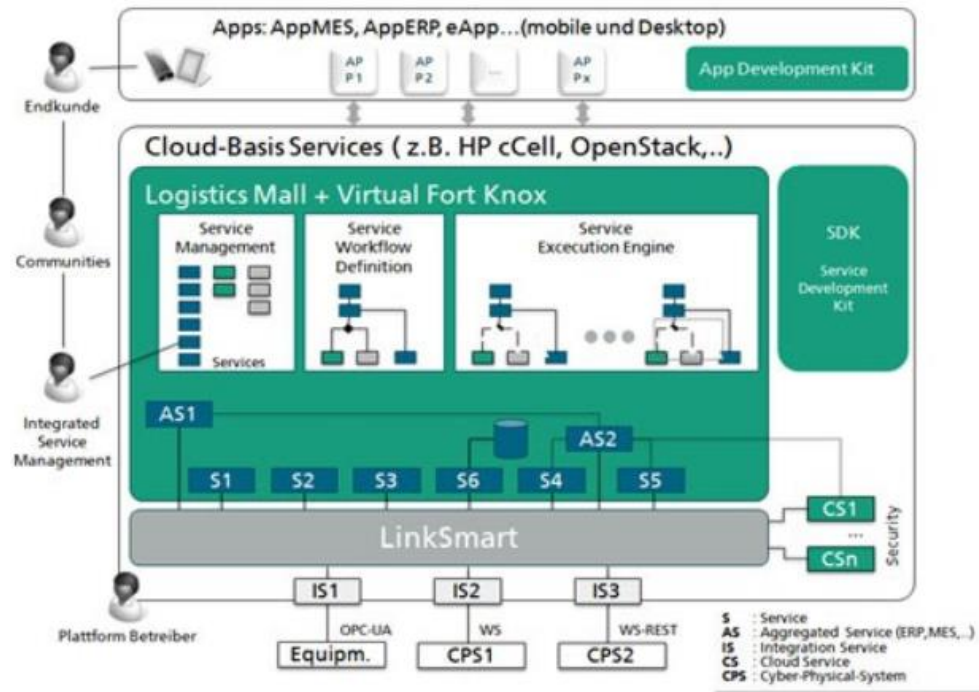 Apps: AppMES, AppERP, eApp...(mobile und Desktop)
AP
P1
AP
P2
...
AP
Px
App Development Kit
Endkunde
Cloud-Basis Services ( z.B. HP cCell, OpenStack,..)
Logistics Mall + Virtual Fort Knox
Service
Management
Services
Service
Workflow
Definition
Service
Excecution Engine
SDK
Service
Development
Kit
Communities
Integrated
Service
Management
AS1
AS2
S1
S2
S3
S6
S4
S5
LinkSmart
CS1
...
CSn
Security
IS1
IS2
IS3
Plattform Betreiber
OPC-UA
WS
WS-REST
Equipm.
CPS1
CPS2
S : Service
AS : Aggregated Service (ERP,MES,..)
IS : Integration Service
CS : Cloud Service
CPS : Cyber-Physical-System